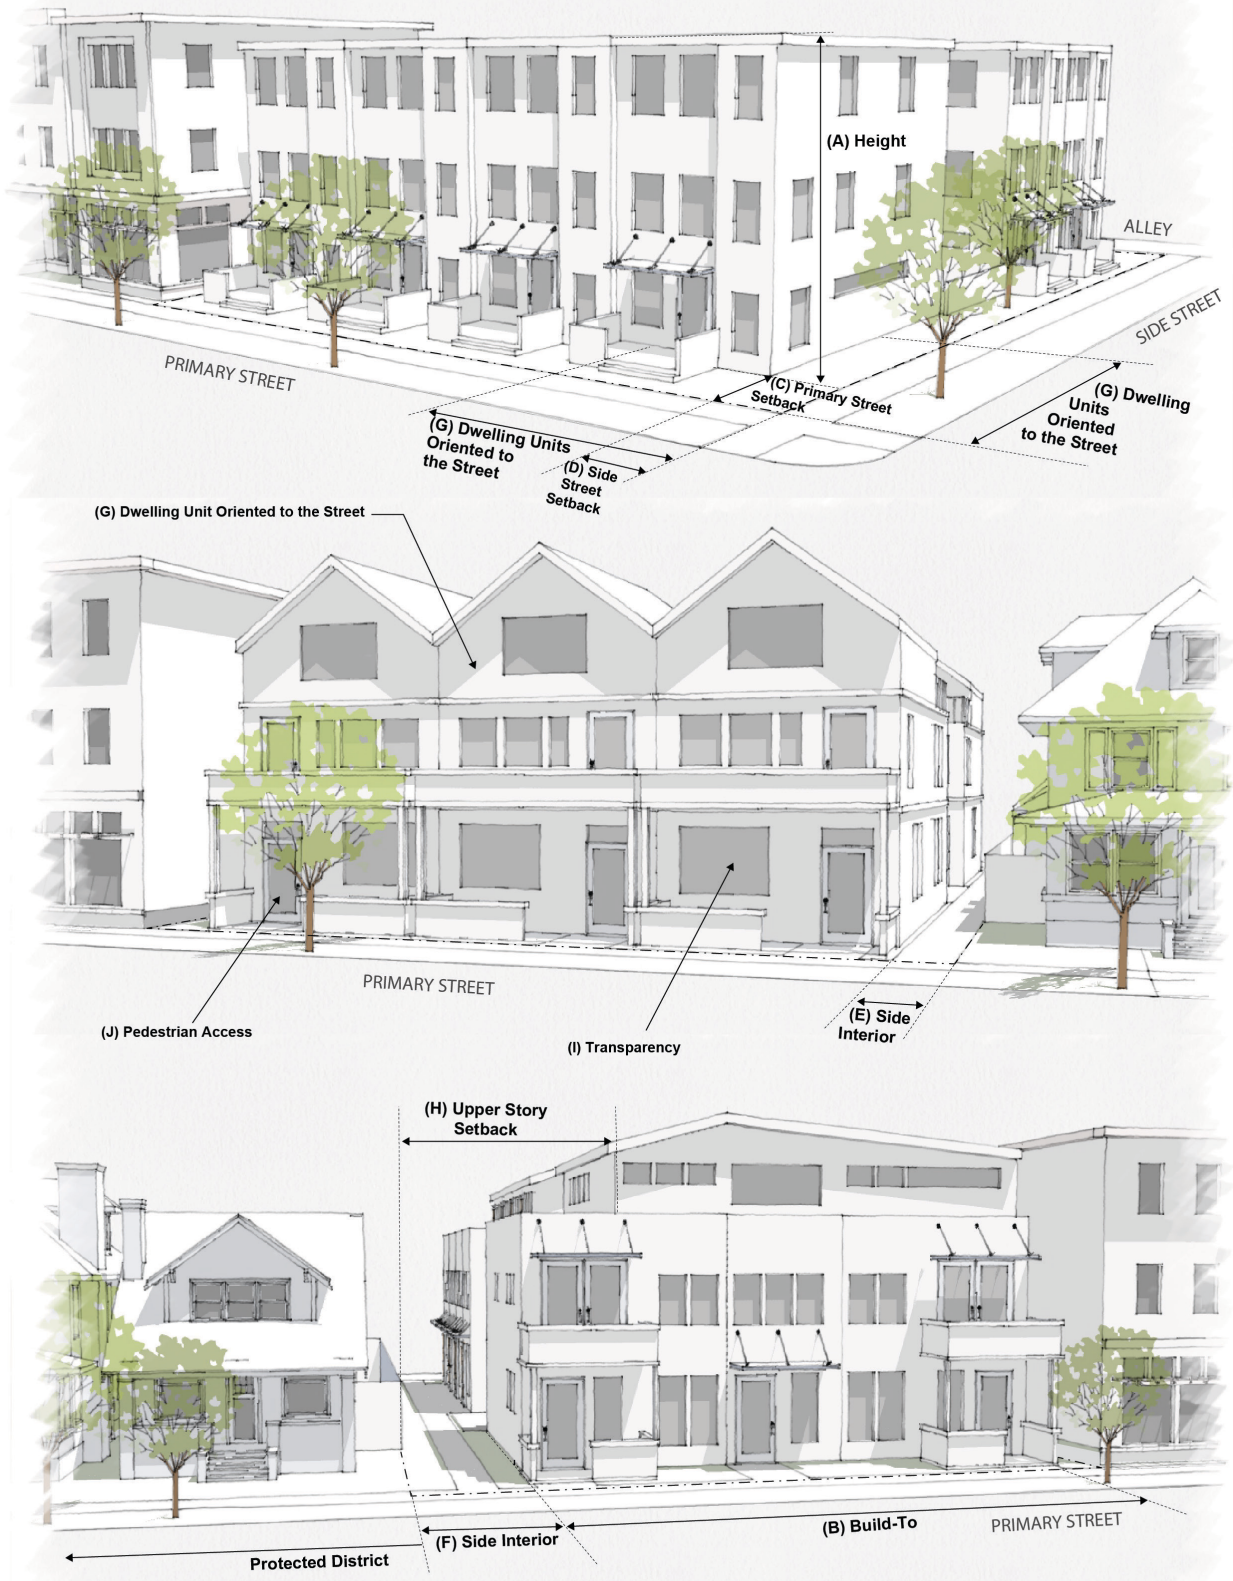 (A) Height
ALLEY
SIDE STREET
PRIMARY STREET
(C) Primary Street
Setback
(G) Dwelling
Units
Oriented
to the Street
(G) Dwelling Units
Oriented to
the Street
(D) Side
Street
Setback
(G) Dwelling Unit Oriented to the Street
PRIMARY STREET
(J) Pedestrian Access
(I) Transparency
(E) Side
Interior
(H) Upper Story
Setback
(B) Build-To
PRIMARY STREET
(F) Side Interior
Protected District